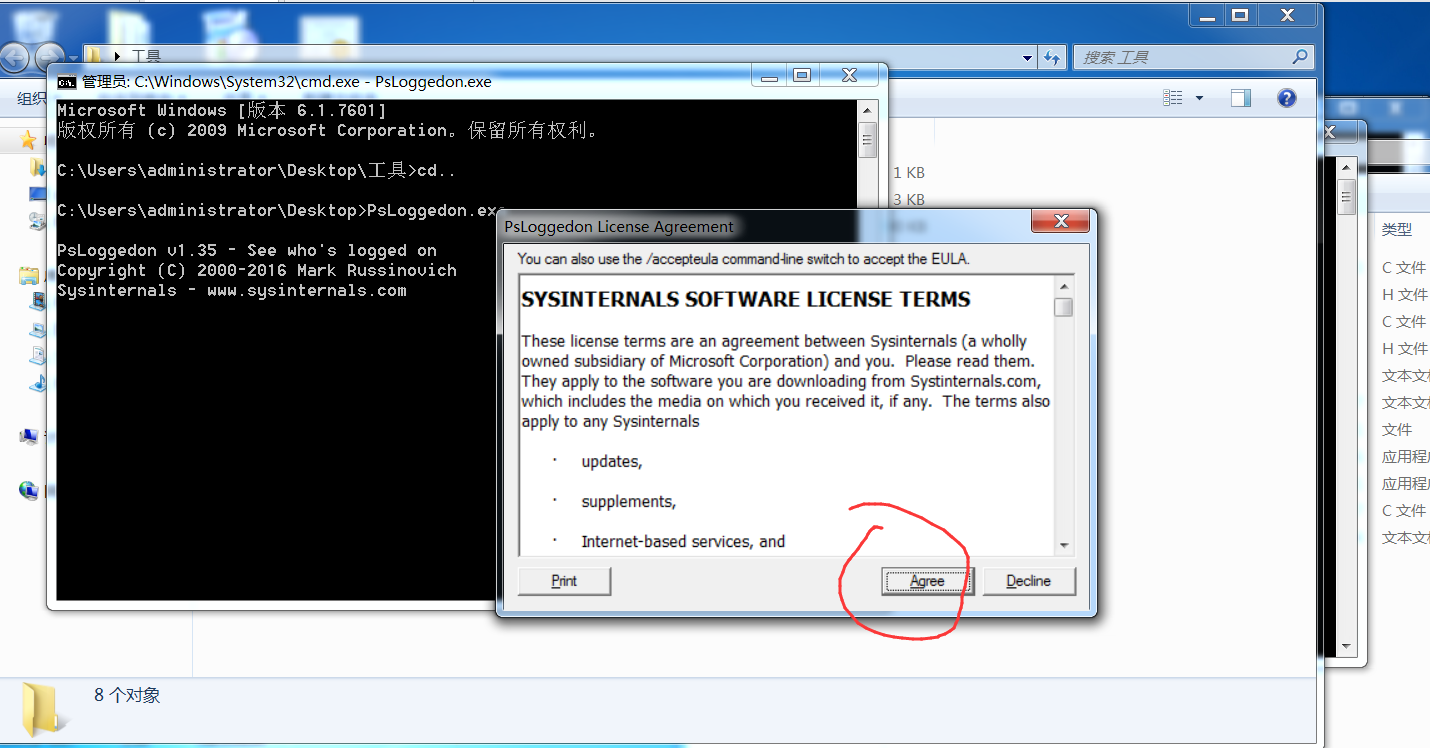 工具
搜索 工具
管理员: C:\Windows\System32\cmd.exe - PsLoggedon.exe
组织
Microsoft Windows [版本 6.1.7601]
版权所有 (c) 2009 Microsoft Corporation。保留所有权利。
C:\Users\administrator\Desktop\工具>cd..
C:\Users\administrator\Desktop>PsLoggedon.exe
PsLoggedon v1.35 - See who's logged on
Copyright (C) 2000-2016 Mark Russinovich
Sysinternals - www.sysinternals.com
1 KB
3 KB
PsLoggedon License Agreement
You can also use the /accepteula command-line switch to accept the EULA.
SYSINTERNALS SOFTWARE LICENSE TERMS
These license terms are an agreement between Sysinternals (a wholly
owned subsidiary of Microsoft Corporation) and you. Please read them.
They apply to the software you are downloading from Systinternals.com,
which includes the media on which you received it, if any. The terms also
apply to any Sysinternals
· updates,
· supplements,
· Internet-based services, and
Print
Agree
Decline
类型
C 文件
H 文件
C 文件
H 文件
文本文档
文本文档
文件
应用程序
应用程序
C 文件
文本文档
8 个对象